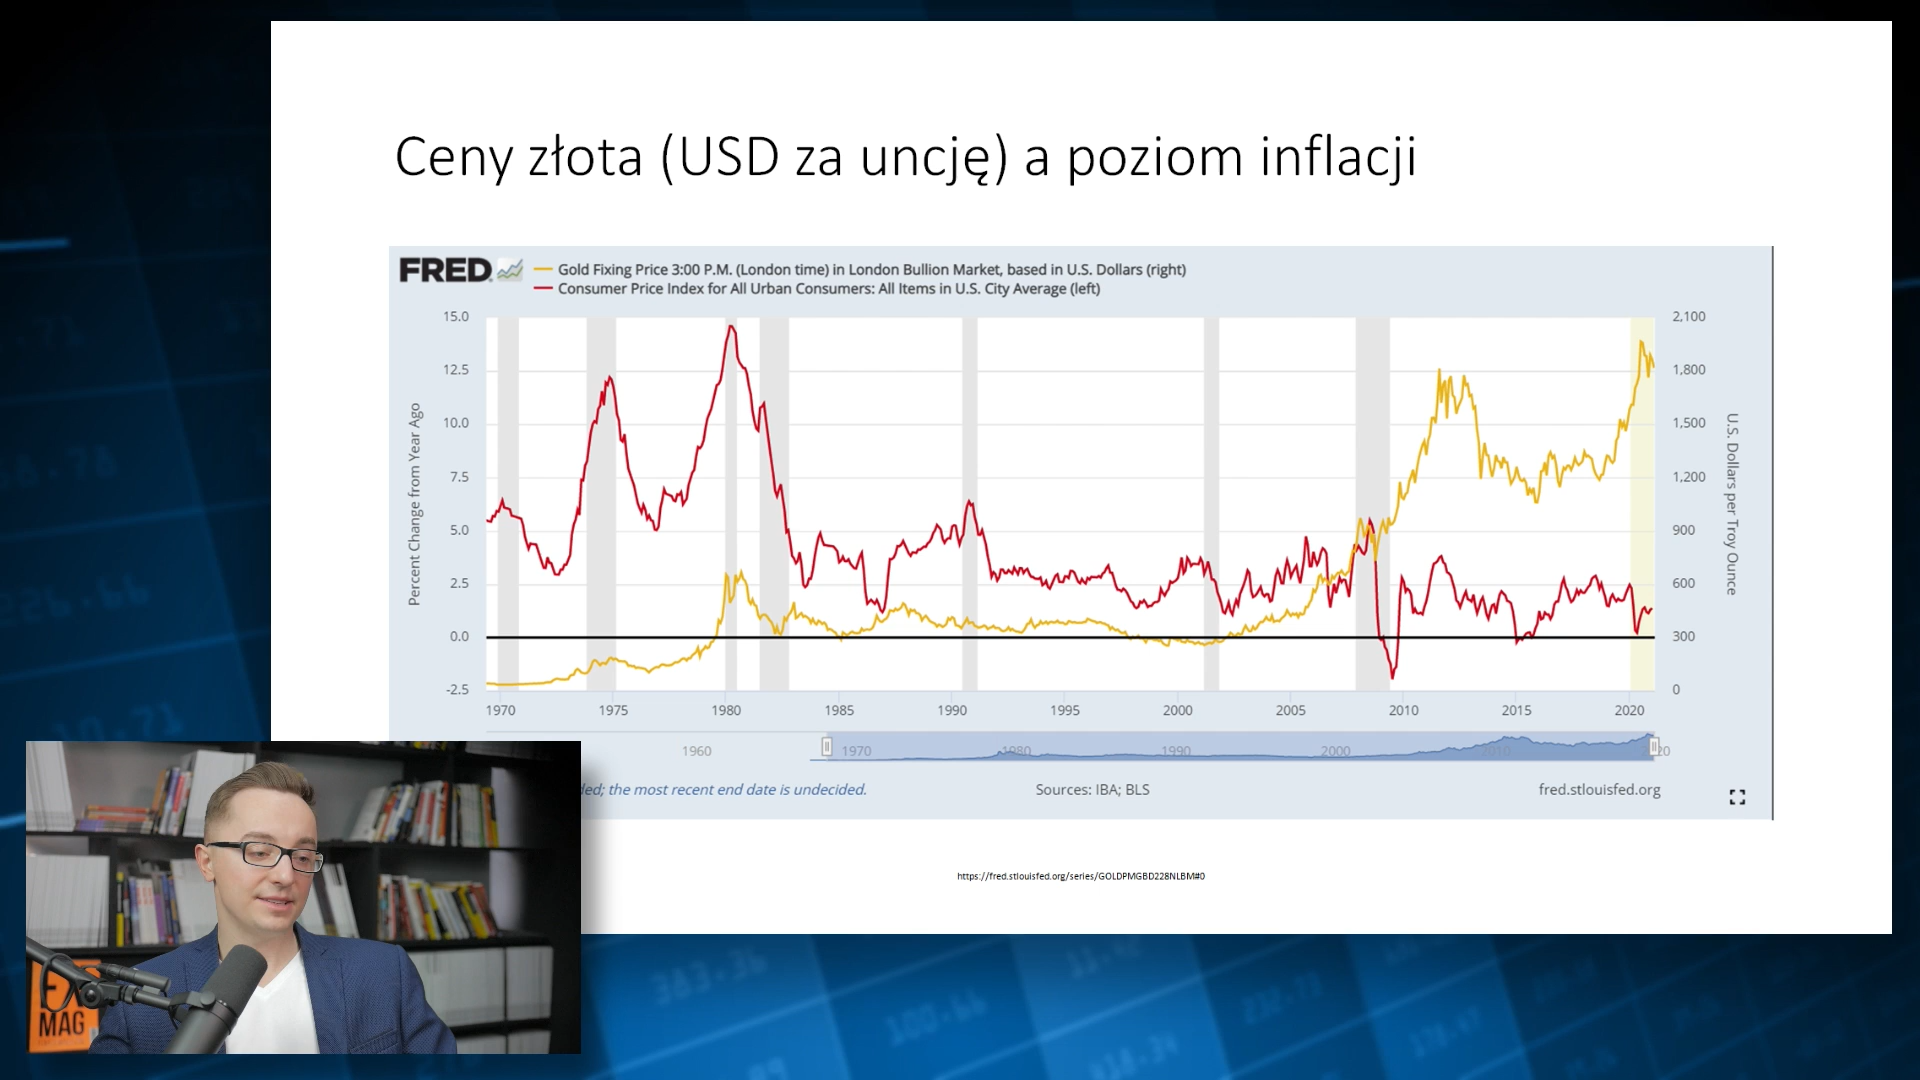 Ceny złota (USD za uncję) a poziom inflacji
FRED
Gold Fixing Price 3:00 P.M. (London time) in London Bullion Market, based in U.S. Dollars (right)
Consumer Price Index for All Urban Consumers: All Items in U.S. City Average (left)
15.0
12.5
10.0
7.5
5.0
2.5
0.0
-2.5
Percent Change from Year Ago
2,100
1,800
1,500
1,200
900
600
300
0
U.S. Dollars per Troy Ounce
1970 1975 1980 1985 1990 1995 2000 2005 2010 2015 2020
1960 1970 1980 1990 2000 2010 20
the most recent end date is undecided.
Sources: IBA; BLS
fred.stlouisfed.org
https://fred.stlouisfed.org/series/GOLDPMGBD228NLBM#0
MAG